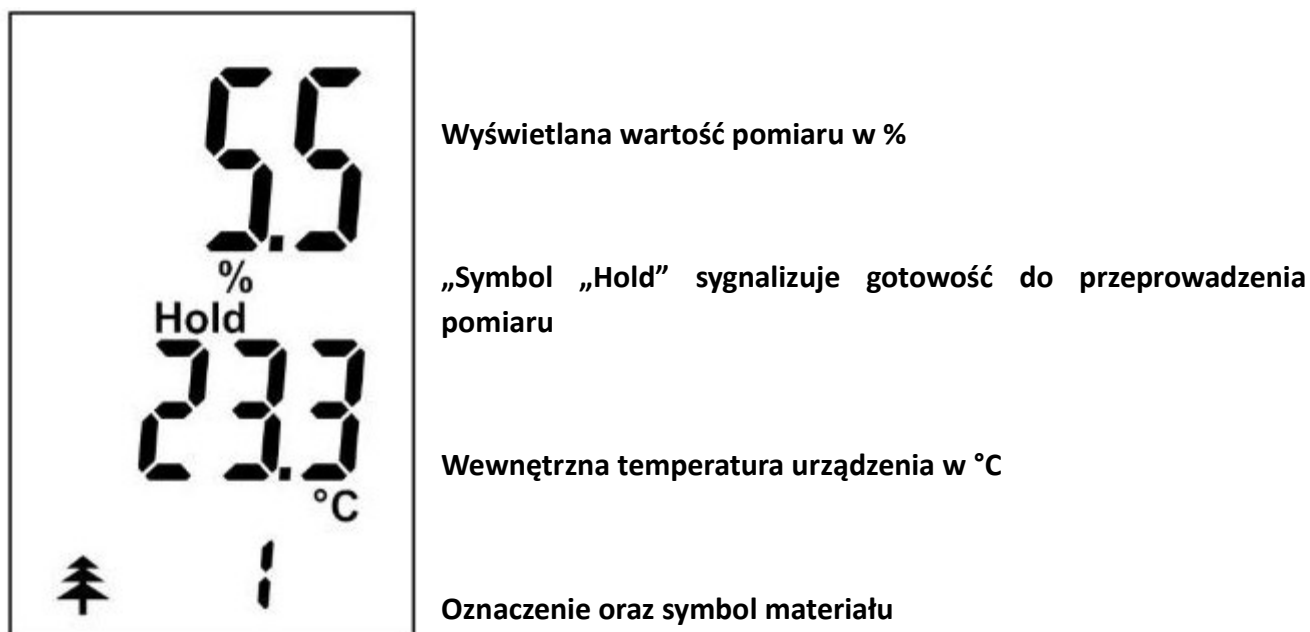 5.5
Wyświetlana wartość pomiaru w %
%
Hold
„Symbol „Hold” sygnalizuje gotowość do przeprowadzenia
pomiaru
23.3
°C
Wewnętrzna temperatura urządzenia w °C
1
Oznaczenie oraz symbol materiału